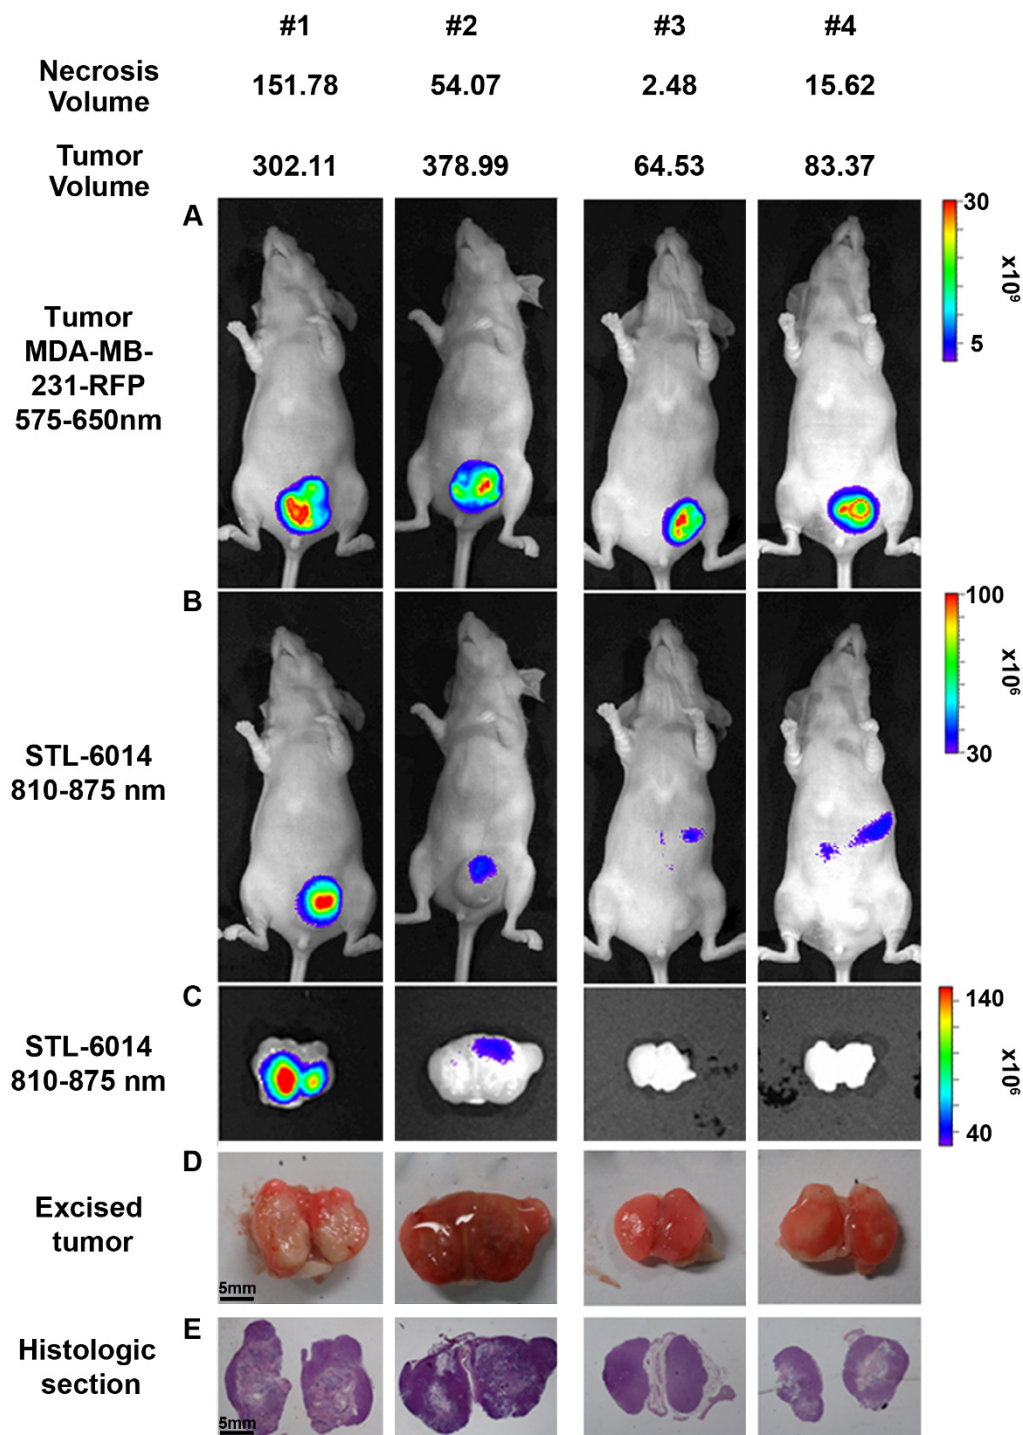 #1 #2 #3 #4
Necrosis
Volume
151.78 54.07 2.48 15.62
Tumor
Volume
302.11 378.99 64.53 83.37
A
30
5
x10⁹
Tumor
MDA-MB-
231-RFP
575-650nm
B
100
30
x10⁶
STL-6014
810-875 nm
C
140
40
x10⁶
STL-6014
810-875 nm
D
Excised
tumor
5mm
E
Histologic
section
5mm